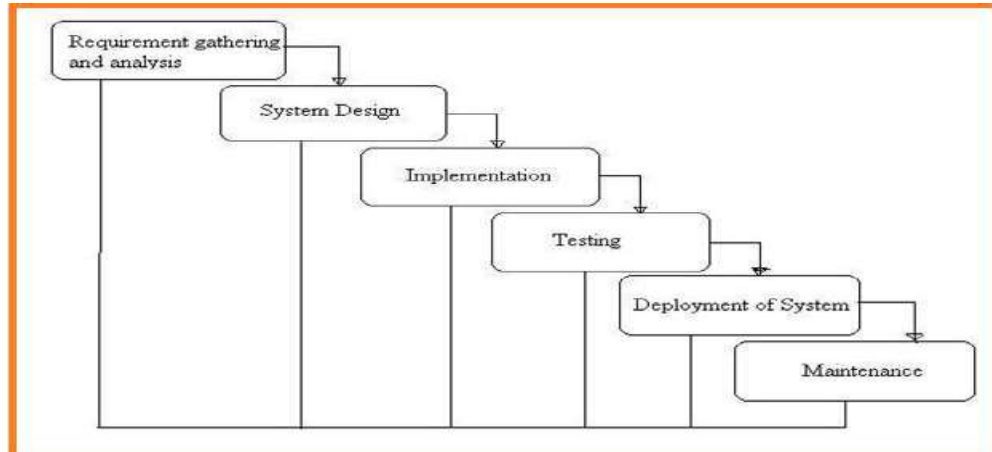 Requirement gathering
and analysis
System Design
Implementation
Testing
Deployment of System
Maintenance